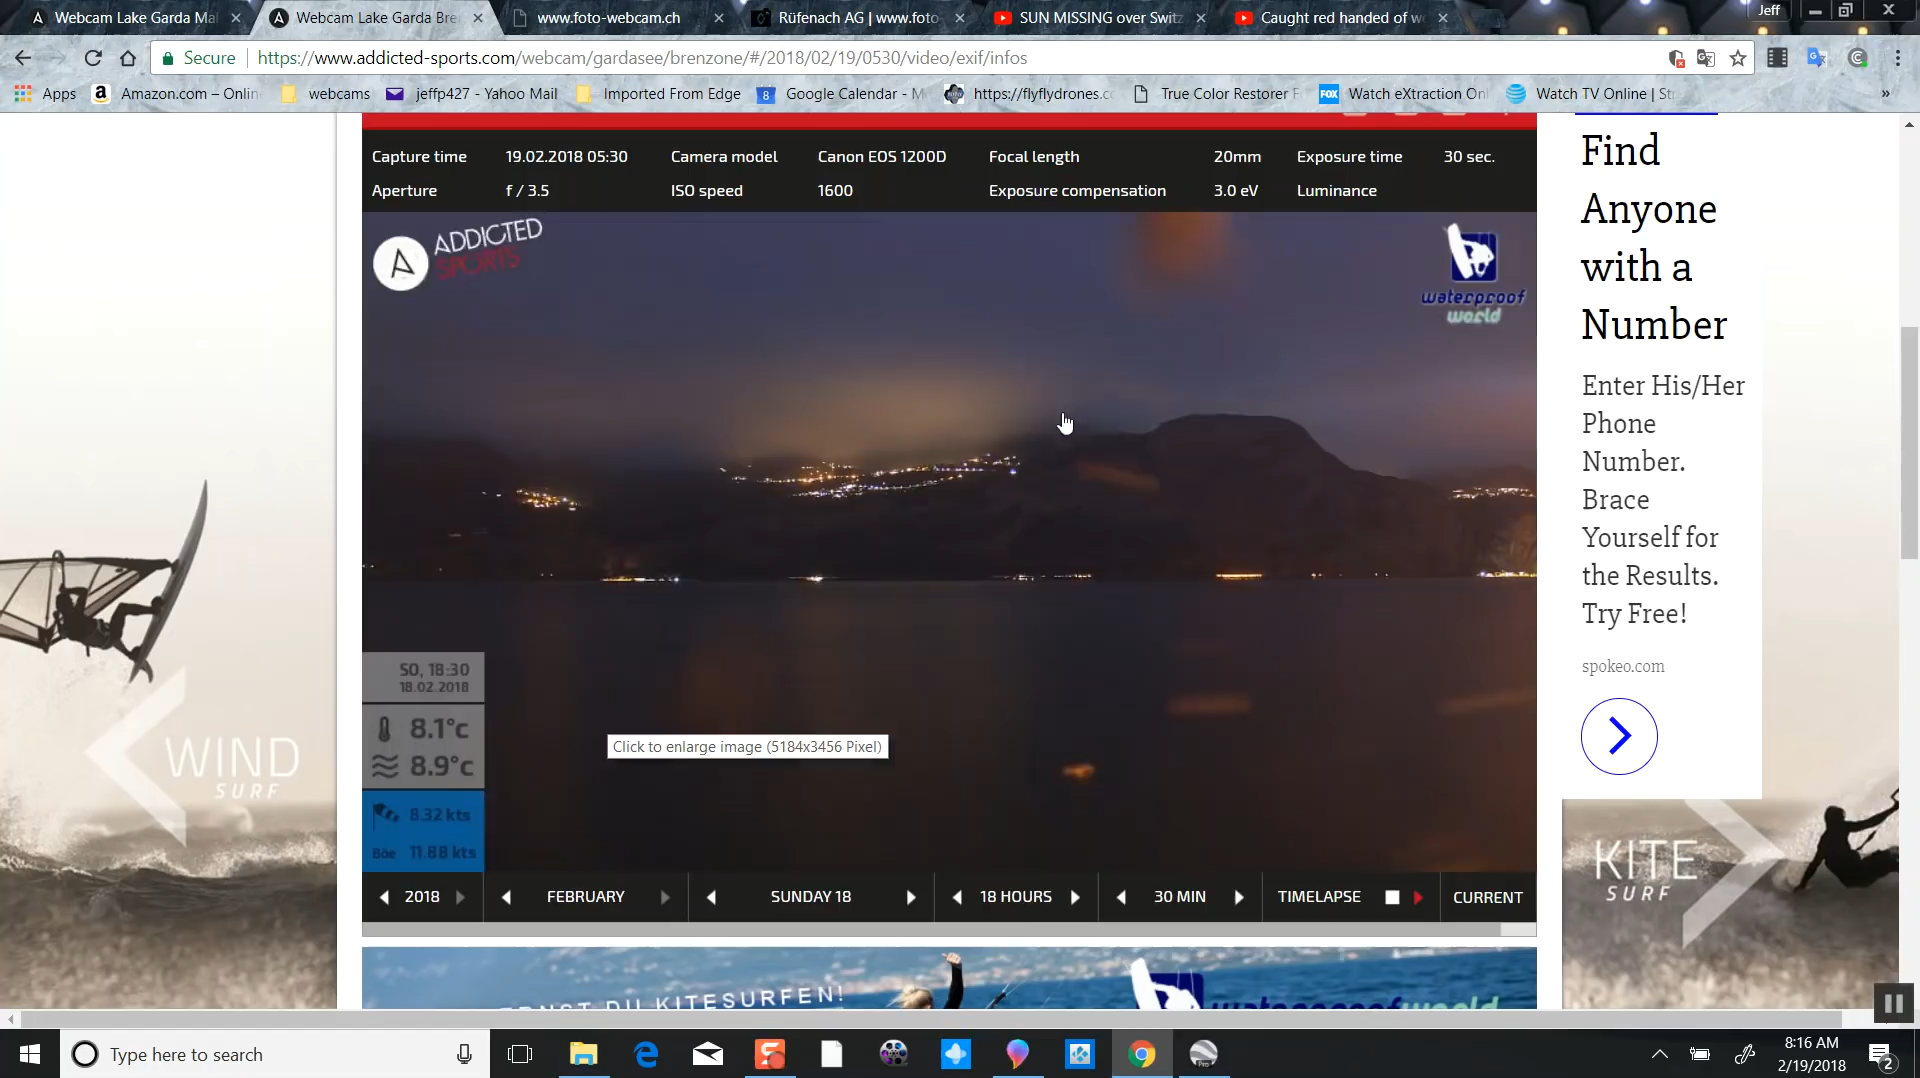 Webcam Lake Garda Ma
Webcam Lake Garda Bre
www.foto-webcam.ch
Rüfenach AG | www.foto
SUN MISSING over Switz
Caught red handed of w
Jeff
Secure
https://www.addicted-sports.com/webcam/gardasee/brenzone/#/2018/02/19/0530/video/exif/infos
Apps
Amazon.com – Onlin
webcams
jeffp427 - Yahoo Mail
Imported From Edge
8
Google Calendar - M
https://flyflydrones.c
True Color Restorer F
FOX
Watch eXtraction Onl
Watch TV Online | Str
»
Capture time
19.02.2018 05:30
Camera model
Canon EOS 1200D
Focal length
20mm
Exposure time
30 sec.
Aperture
f / 3.5
ISO speed
1600
Exposure compensation
3.0 eV
Luminance
ADDICTED
SPORTS
waterproof
world
SO, 18:30
18.02.2018
8.1°c
8.9°c
8.32 kts
Böe 11.88 kts
Click to enlarge image (5184x3456 Pixel)
2018
FEBRUARY
SUNDAY 18
18 HOURS
30 MIN
TIMELAPSE
CURRENT
Find
Anyone
with a
Number
Enter His/Her
Phone
Number.
Brace
Yourself for
the Results.
Try Free!
spokeo.com
WIND
SURF
KITE
SURF
DU KITESURFEN!
Type here to search
8:16 AM
2/19/2018
2